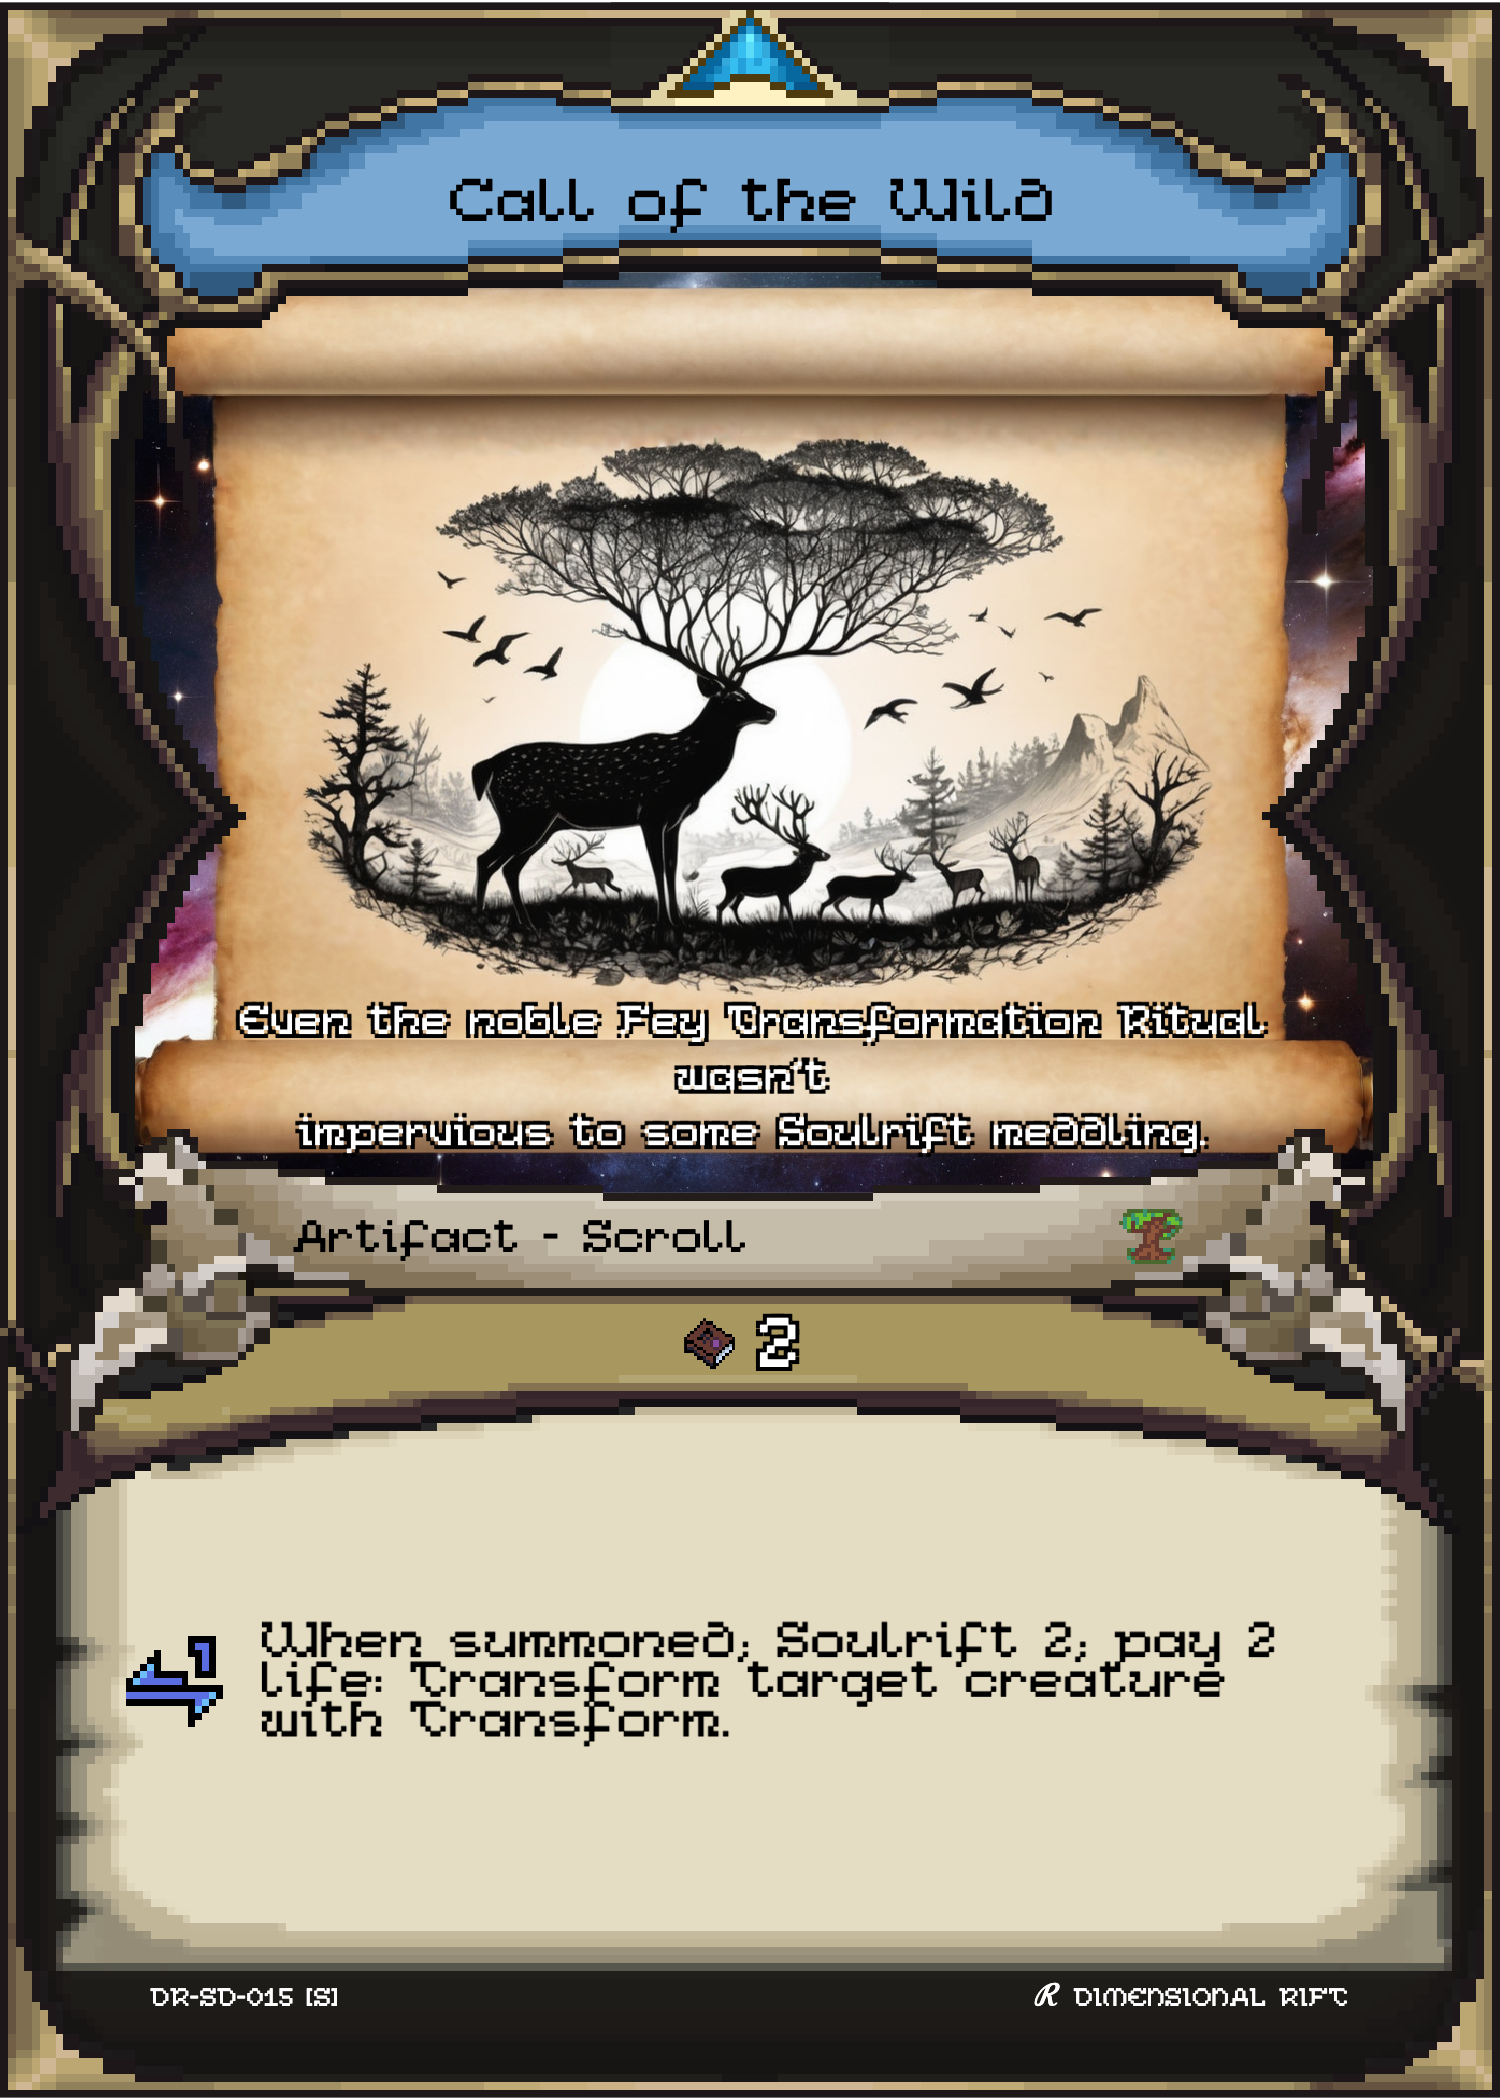 Call of the Wild
Even the noble Fey Transformation Ritual
wasn't
impervious to some Soulrift meddling.
Artifact - Scroll
2
When summoned; Soulrift 2; pay 2
life: Transform target creature
with Transform.
DR-SD-015 [S]
R DIMENSIONAL RIFT